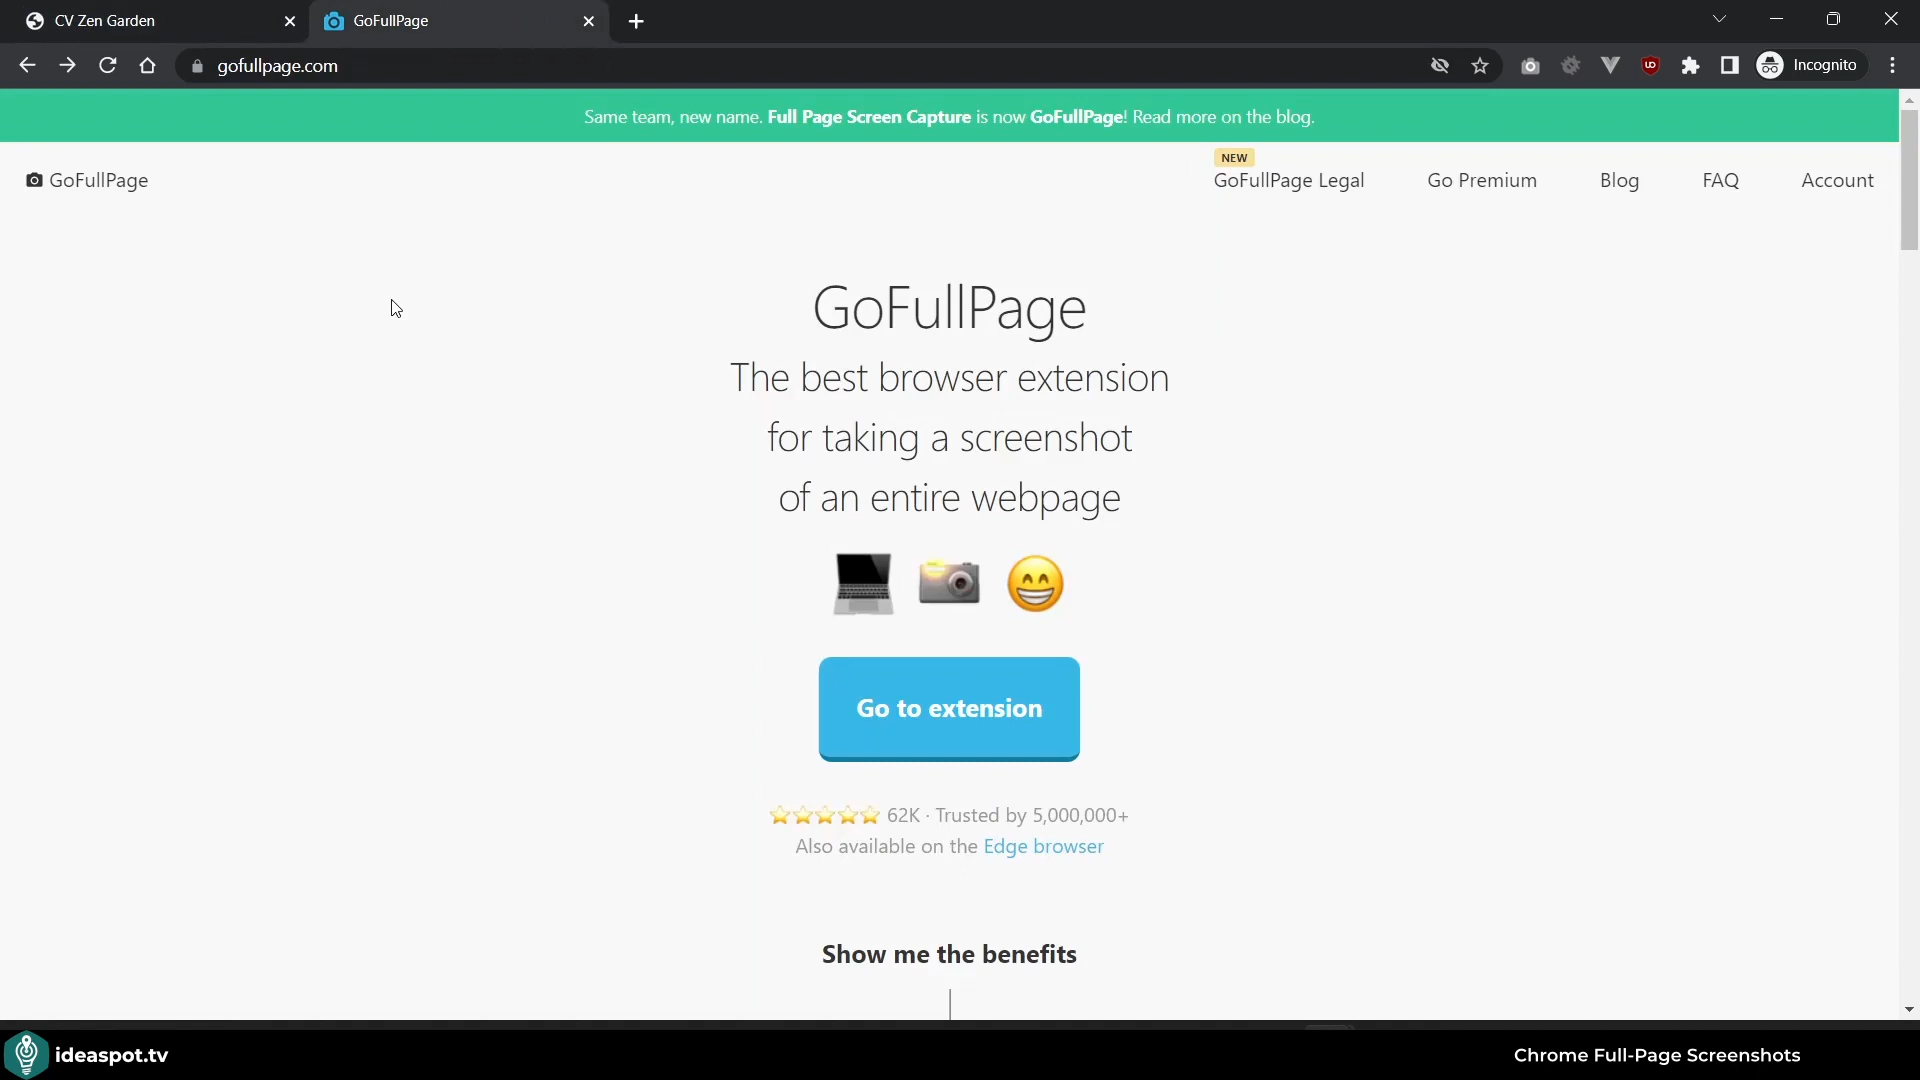 CV Zen Garden
GoFullPage
gofullpage.com
Incognito
Same team, new name. Full Page Screen Capture is now GoFullPage! Read more on the blog.
GoFullPage
NEW
GoFullPage Legal
Go Premium
Blog
FAQ
Account
GoFullPage
The best browser extension
for taking a screenshot
of an entire webpage
Go to extension
62K · Trusted by 5,000,000+
Also available on the Edge browser
Show me the benefits
ideaspot.tv
Chrome Full-Page Screenshots